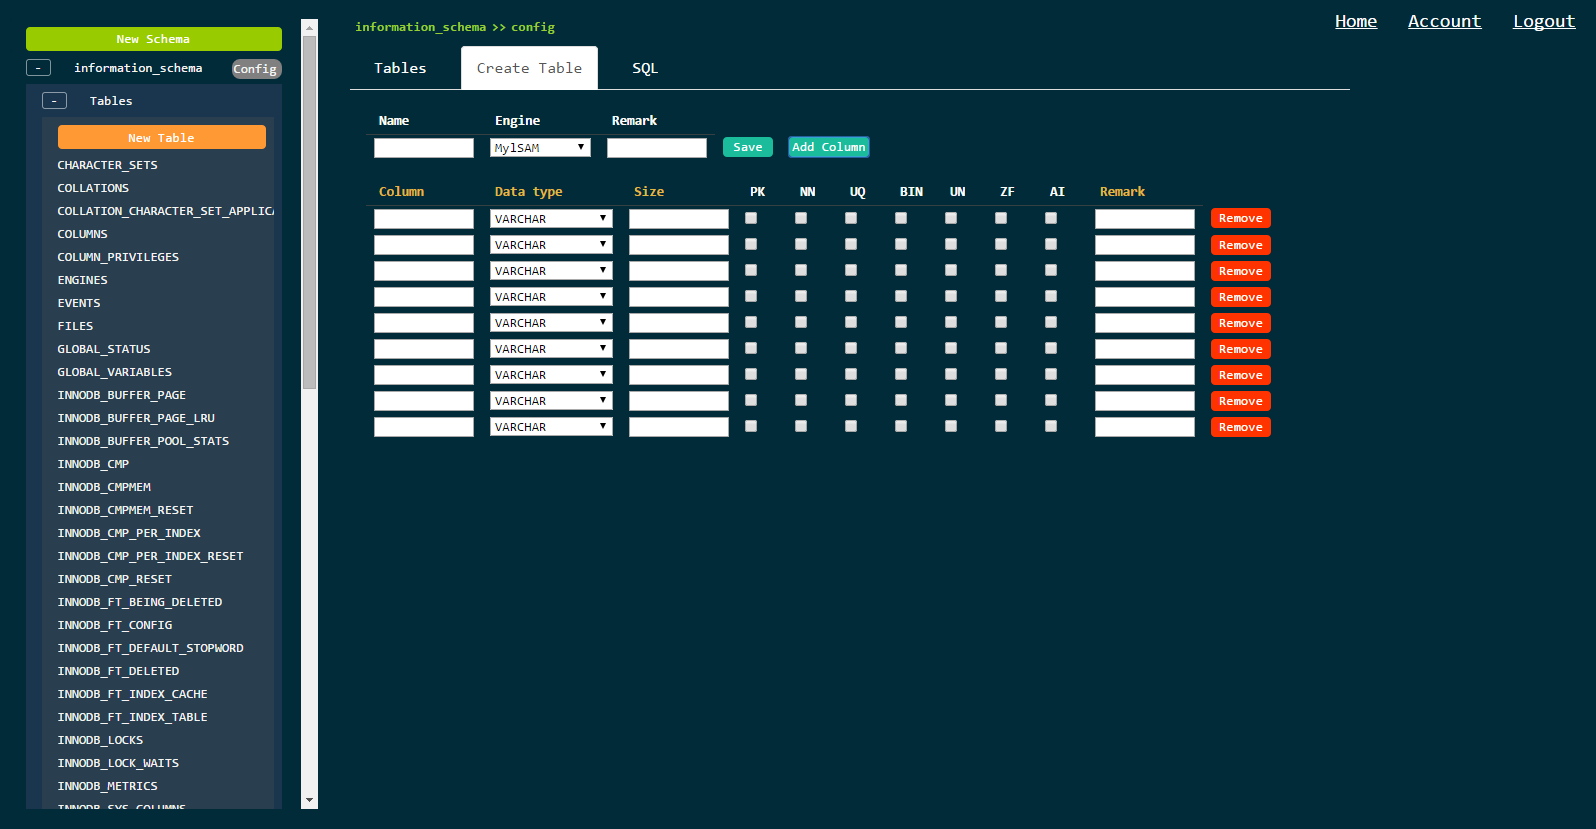 Home Account Logout
New Schema
- information_schema Config
- Tables
New Table
CHARACTER_SETS
COLLATIONS
COLLATION_CHARACTER_SET_APPLICA
COLUMNS
COLUMN_PRIVILEGES
ENGINES
EVENTS
FILES
GLOBAL_STATUS
GLOBAL_VARIABLES
INNODB_BUFFER_PAGE
INNODB_BUFFER_PAGE_LRU
INNODB_BUFFER_POOL_STATS
INNODB_CMP
INNODB_CMPMEM
INNODB_CMPMEM_RESET
INNODB_CMP_PER_INDEX
INNODB_CMP_PER_INDEX_RESET
INNODB_CMP_RESET
INNODB_FT_BEING_DELETED
INNODB_FT_CONFIG
INNODB_FT_DEFAULT_STOPWORD
INNODB_FT_DELETED
INNODB_FT_INDEX_CACHE
INNODB_FT_INDEX_TABLE
INNODB_LOCKS
INNODB_LOCK_WAITS
INNODB_METRICS
INNODB_SYS_COLUMNS
information_schema >> config
Tables Create Table SQL
Name Engine Remark
MylSAM Save Add Column
Column Data type Size PK NN UQ BIN UN ZF AI Remark
VARCHAR Remove
VARCHAR Remove
VARCHAR Remove
VARCHAR Remove
VARCHAR Remove
VARCHAR Remove
VARCHAR Remove
VARCHAR Remove
VARCHAR Remove